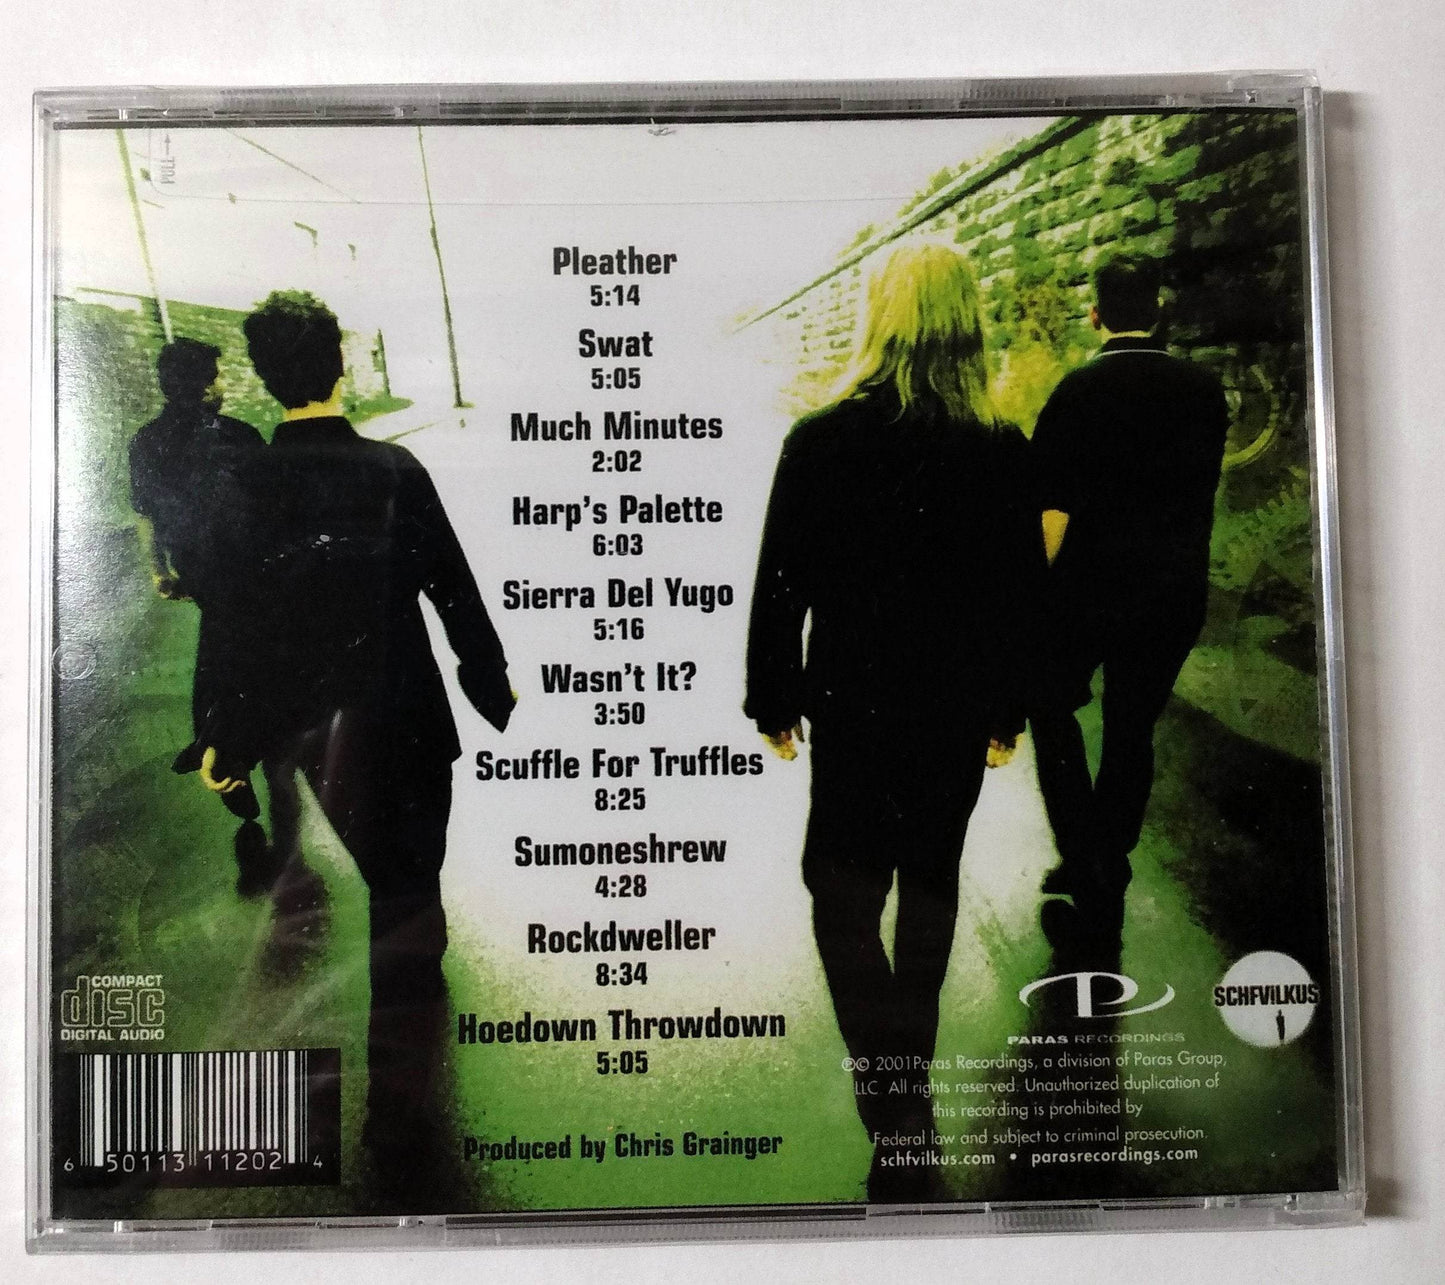 PULL→
Pleather
5:14
Swat
5:05
Much Minutes
2:02
Harp's Palette
6:03
Sierra Del Yugo
5:16
Wasn't It?
3:50
Scuffle For Truffles
8:25
Sumoneshrew
4:28
Rockdweller
8:34
Hoedown Throwdown
5:05
Produced by Chris Grainger
COMPACT
disc
DIGITAL AUDIO
6 50113 11202 4
P
PARAS RECORDINGS
SCHFVILKUS
℗© 2001Paras Recordings, a division of Paras Group,
LLC. All rights reserved. Unauthorized duplication of
this recording is prohibited by
Federal law and subject to criminal prosecution.
schfvilkus.com • parasrecordings.com